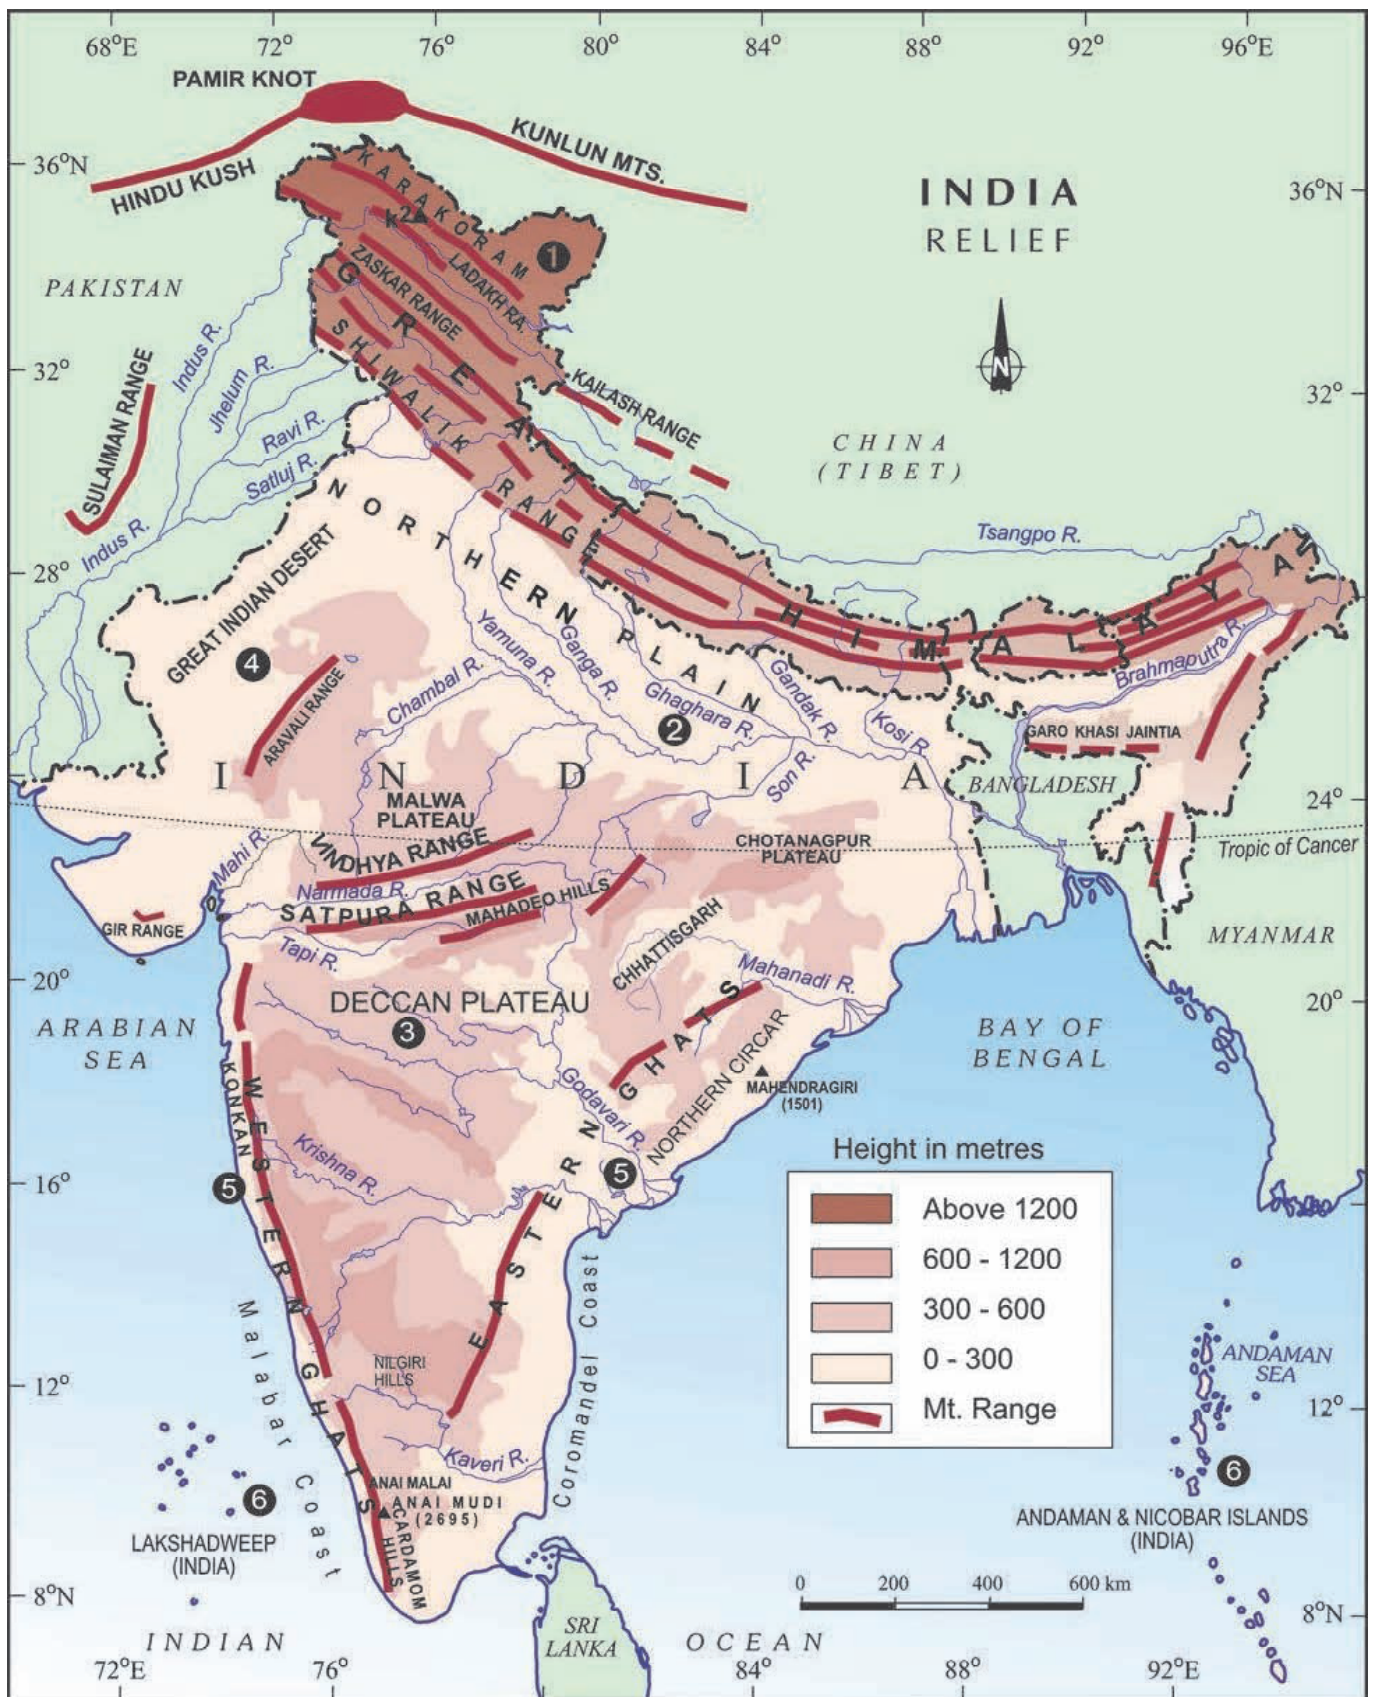 68°E 72° 76° 80° 84° 88° 92° 96°E
PAMIR KNOT
KUNLUN MTS.
HINDU KUSH
36°N
36°N
INDIA
RELIEF
KARAKORAM
K2
1
LADAKH RA.
ZASKAR RANGE
PAKISTAN
N
GREAT HIMALAYA
SHIWALIK RANGE
KAILASH RANGE
32°
32°
Indus R.
Jhelum R.
SULAIMAN RANGE
Ravi R.
Satluj R.
Indus R.
CHINA
(TIBET)
Tsangpo R.
NORTHERN PLAIN
28°
GREAT INDIAN DESERT
4
ARAVALI RANGE
Chambal R.
Yamuna R.
Ganga R.
Ghaghara R.
2
Gandak R.
Kosi R.
Brahmaputra R.
GARO KHASI JAINTIA
INDIA
Son R.
BANGLADESH
24°
MALWA
PLATEAU
VINDHYA RANGE
CHOTANAGPUR
PLATEAU
Tropic of Cancer
Mahi R.
Narmada R.
SATPURA RANGE
MAHADEO HILLS
GIR RANGE
Tapi R.
CHHATTISGARH
Mahanadi R.
MYANMAR
20°
20°
DECCAN PLATEAU
3
ARABIAN
SEA
BAY OF
BENGAL
EASTERN GHATS
NORTHERN CIRCAR
MAHENDRAGIRI
(1501)
Godavari R.
KONKAN
WESTERN GHATS
Krishna R.
5
5
16°
Height in metres
Above 1200
600 - 1200
300 - 600
0 - 300
Mt. Range
Malabar Coast
Coromandel Coast
NILGIRI
HILLS
12°
12°
ANDAMAN
SEA
Kaveri R.
ANAI MALAI
ANAI MUDI
(2695)
CARDAMOM
HILLS
6
LAKSHADWEEP
(INDIA)
6
ANDAMAN & NICOBAR ISLANDS
(INDIA)
0 200 400 600 km
8°N
8°N
SRI
LANKA
INDIAN OCEAN
72°E 76° 84° 88° 92°E